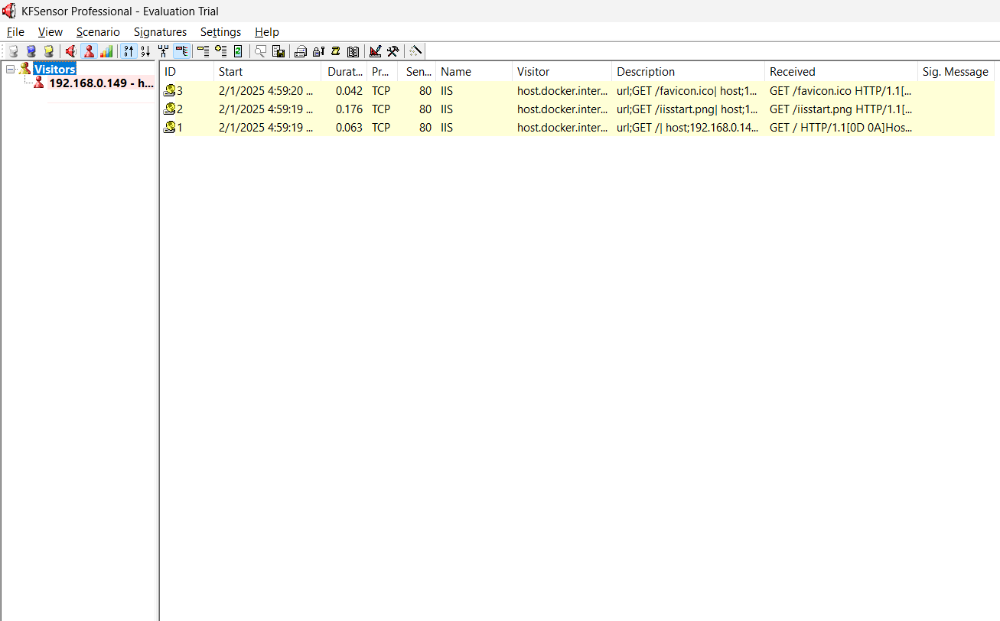 KFSensor Professional - Evaluation Trial
File View Scenario Signatures Settings Help
Visitors
192.168.0.149 - h...
ID Start Durat... Pr... Sen... Name Visitor Description Received Sig. Message
3 2/1/2025 4:59:20 ... 0.042 TCP 80 IIS host.docker.inter... url;GET /favicon.ico| host;1... GET /favicon.ico HTTP/1.1[...
2 2/1/2025 4:59:19 ... 0.176 TCP 80 IIS host.docker.inter... url;GET /iisstart.png| host;1... GET /iisstart.png HTTP/1.1[...
1 2/1/2025 4:59:19 ... 0.063 TCP 80 IIS host.docker.inter... url;GET /| host;192.168.0.14... GET / HTTP/1.1[0D 0A]Hos...